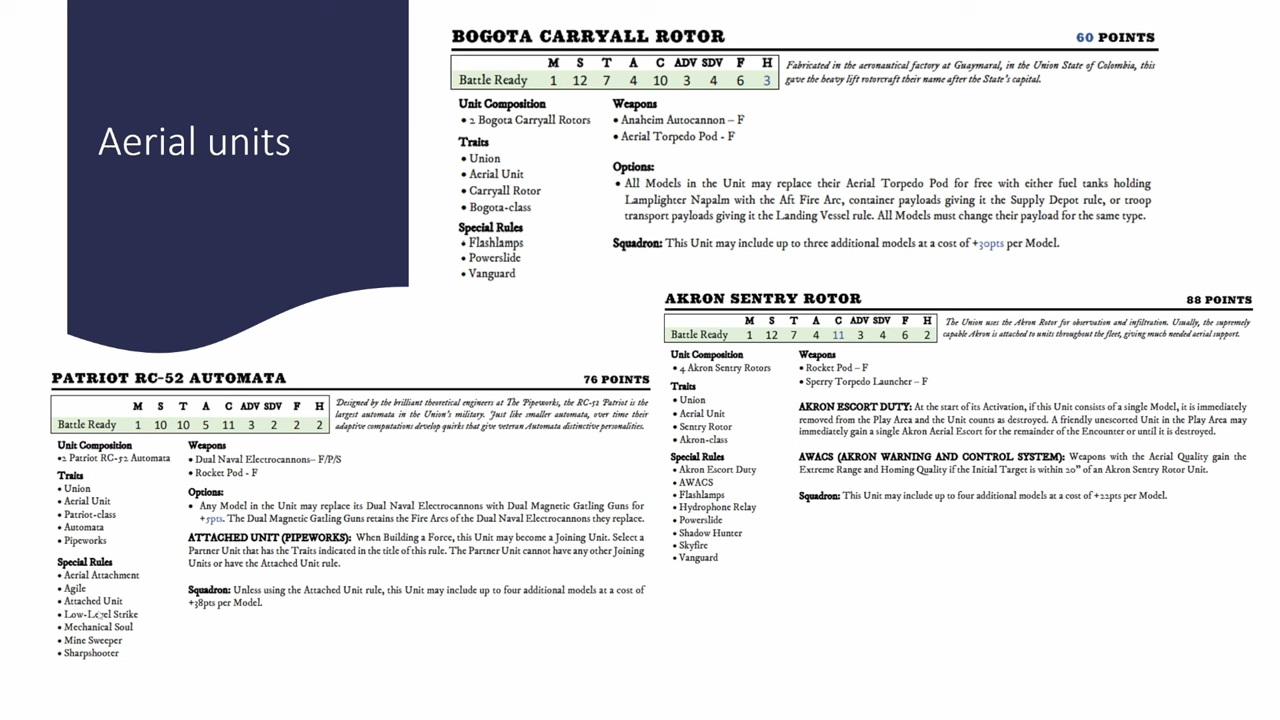 Aerial units
BOGOTA CARRYALL ROTOR 60 POINTS
M S T A C ADV SDV F H
Battle Ready 1 12 7 4 10 3 4 6 3
Fabricated in the aeronautical factory at Guaymaral, in the Union State of Colombia, this
gave the heavy lift rotorcraft their name after the State's capital.
Unit Composition
• 2 Bogota Carryall Rotors
Traits
• Union
• Aerial Unit
• Carryall Rotor
• Bogota-class
Special Rules
• Flashlamps
• Powerslide
• Vanguard
Weapons
• Anaheim Autocannon – F
• Aerial Torpedo Pod - F
Options:
• All Models in the Unit may replace their Aerial Torpedo Pod for free with either fuel tanks holding
Lamplighter Napalm with the Aft Fire Arc, container payloads giving it the Supply Depot rule, or troop
transport payloads giving it the Landing Vessel rule. All Models must change their payload for the same type.
Squadron: This Unit may include up to three additional models at a cost of +30pts per Model.
AKRON SENTRY ROTOR 88 POINTS
M S T A C ADV SDV F H
Battle Ready 1 12 7 4 11 3 4 6 2
The Union uses the Akron Rotor for observation and infiltration. Usually, the supremely
capable Akron is attached to units throughout the fleet, giving much needed aerial support.
Unit Composition
• 4 Akron Sentry Rotors
Traits
• Union
• Aerial Unit
• Sentry Rotor
• Akron-class
Special Rules
• Akron Escort Duty
• AWACS
• Flashlamps
• Hydrophone Relay
• Powerslide
• Shadow Hunter
• Skyfire
• Vanguard
Weapons
• Rocket Pod – F
• Sperry Torpedo Launcher – F
AKRON ESCORT DUTY: At the start of its Activation, if this Unit consists of a single Model, it is immediately
removed from the Play Area and the Unit counts as destroyed. A friendly unescorted Unit in the Play Area may
immediately gain a single Akron Aerial Escort for the remainder of the Encounter or until it is destroyed.
AWACS (AKRON WARNING AND CONTROL SYSTEM): Weapons with the Aerial Quality gain the
Extreme Range and Homing Quality if the Initial Target is within 20" of an Akron Sentry Rotor Unit.
Squadron: This Unit may include up to four additional models at a cost of +22pts per Model.
PATRIOT RC-52 AUTOMATA 76 POINTS
M S T A C ADV SDV F H
Battle Ready 1 10 10 5 11 3 2 2 2
Designed by the brilliant theoretical engineers at The Pipeworks, the RC-52 Patriot is the
largest automata in the Union's military. Just like smaller automata, over time their
adaptive computations develop quirks that give veteran Automata distinctive personalities.
Unit Composition
•2 Patriot RC-52 Automata
Traits
• Union
• Aerial Unit
• Patriot-class
• Automata
• Pipeworks
Special Rules
• Aerial Attachment
• Agile
• Attached Unit
• Low-Level Strike
• Mechanical Soul
• Mine Sweeper
• Sharpshooter
Weapons
• Dual Naval Electrocannons– F/P/S
• Rocket Pod - F
Options:
• Any Model in the Unit may replace its Dual Naval Electrocannons with Dual Magnetic Gatling Guns for
+5pts. The Dual Magnetic Gatling Guns retains the Fire Arcs of the Dual Naval Electrocannons they replace.
ATTACHED UNIT (PIPEWORKS): When Building a Force, this Unit may become a Joining Unit. Select a
Partner Unit that has the Traits indicated in the title of this rule. The Partner Unit cannot have any other Joining
Units or have the Attached Unit rule.
Squadron: Unless using the Attached Unit rule, this Unit may include up to four additional models at a cost of
+38pts per Model.